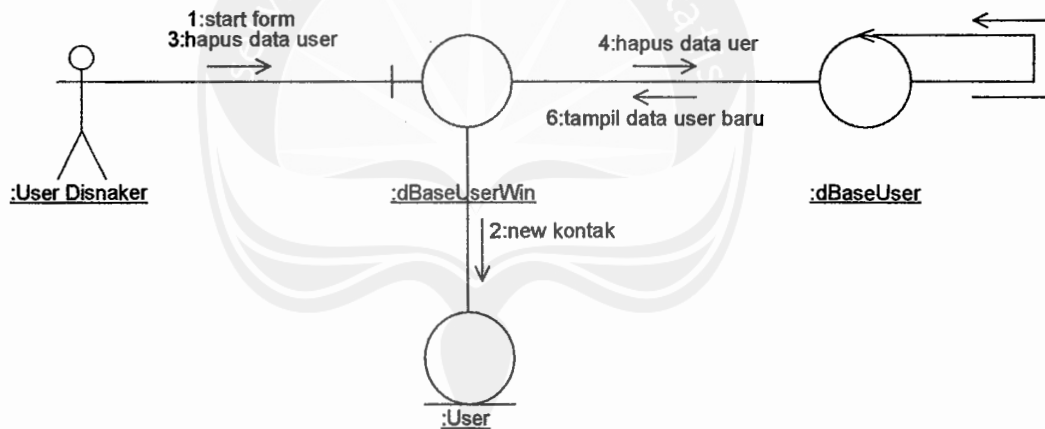 1:start form
3:hapus data user
4:hapus data uer
6:tampil data user baru
:User Disnaker
:dBaseUserWin
:dBaseUser
2:new kontak
:User